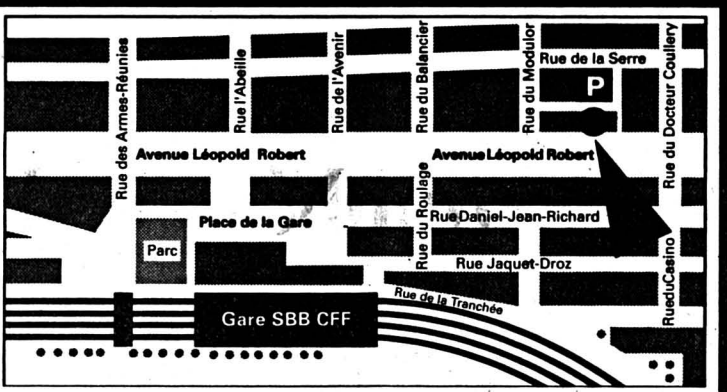 Rue des Armes-Réunies
Rue l'Abeille
Rue de l'Avenir
Rue du Balancier
Rue du Modulor
Rue de la Serre
P
Rue du Docteur Coullery
Avenue Léopold Robert
Avenue Léopold Robert
Place de la Gare
Rue du Roulage
Rue Daniel-Jean-Richard
Parc
Rue Jaquet-Droz
Rue du Casino
Rue de la Tranchée
Gare SBB CFF